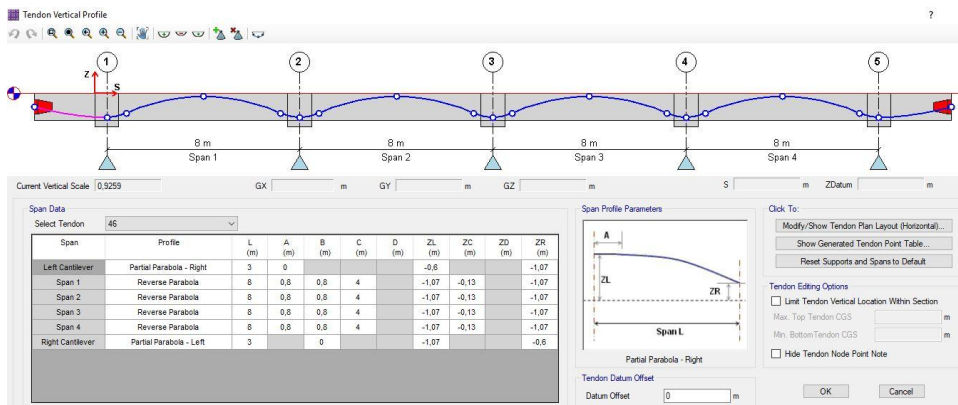 Tendon Vertical Profile ?
1 2 3 4 5
Z
S
8 m 8 m 8 m 8 m
Span 1 Span 2 Span 3 Span 4
Current Vertical Scale 0,9259 GX m GY m GZ m S m ZDatum m
Span Data
Select Tendon 46
Span Profile L (m) A (m) B (m) C (m) D (m) ZL (m) ZC (m) ZD (m) ZR (m)
Left Cantilever Partial Parabola - Right 3 0 -0,6 -1,07
Span 1 Reverse Parabola 8 0,8 0,8 4 -1,07 -0,13 -1,07
Span 2 Reverse Parabola 8 0,8 0,8 4 -1,07 -0,13 -1,07
Span 3 Reverse Parabola 8 0,8 0,8 4 -1,07 -0,13 -1,07
Span 4 Reverse Parabola 8 0,8 0,8 4 -1,07 -0,13 -1,07
Right Cantilever Partial Parabola - Left 3 0 -1,07 -0,6
Span Profile Parameters
A
ZL
ZR
Span L
Partial Parabola - Right
Tendon Datum Offset
Datum Offset 0 m
Click To:
Modify/Show Tendon Plan Layout (Horizontal)...
Show Generated Tendon Point Table...
Reset Supports and Spans to Default
Tendon Editing Options
Limit Tendon Vertical Location Within Section
Max. Top Tendon CGS m
Min. BottomTendon CGS m
Hide Tendon Node Point Note
OK Cancel